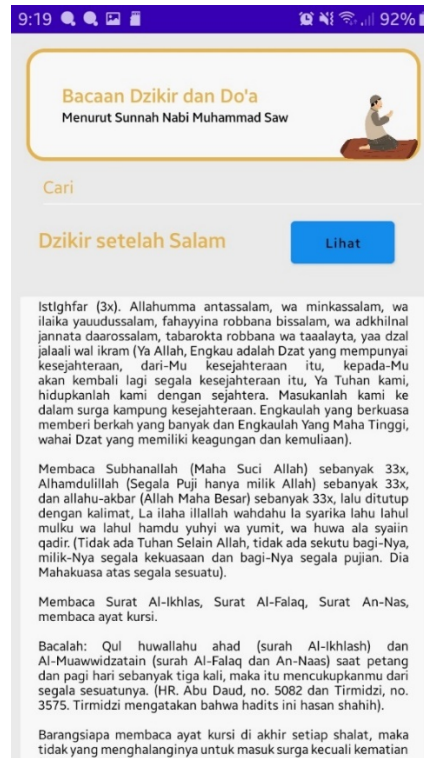 9:19
92%
Bacaan Dzikir dan Do'a
Menurut Sunnah Nabi Muhammad Saw
Cari
Dzikir setelah Salam
Lihat
IstIghfar (3x). Allahumma antassalam, wa minkassalam, wa
ilaika yauudussalam, fahayyina robbana bissalam, wa adkhilnal
jannata daarossalam, tabarokta robbana wa taaalayta, yaa dzal
jalaali wal ikram (Ya Allah, Engkau adalah Dzat yang mempunyai
kesejahteraan, dari-Mu kesejahteraan itu, kepada-Mu
akan kembali lagi segala kesejahteraan itu, Ya Tuhan kami,
hidupkanlah kami dengan sejahtera. Masukanlah kami ke
dalam surga kampung kesejahteraan. Engkaulah yang berkuasa
memberi berkah yang banyak dan Engkaulah Yang Maha Tinggi,
wahai Dzat yang memiliki keagungan dan kemuliaan).
Membaca Subhanallah (Maha Suci Allah) sebanyak 33x,
Alhamdulillah (Segala Puji hanya milik Allah) sebanyak 33x,
dan allahu-akbar (Allah Maha Besar) sebanyak 33x, lalu ditutup
dengan kalimat, La ilaha illallah wahdahu la syarika lahu lahul
mulku wa lahul hamdu yuhyi wa yumit, wa huwa ala syaiin
qadir. (Tidak ada Tuhan Selain Allah, tidak ada sekutu bagi-Nya,
milik-Nya segala kekuasaan dan bagi-Nya segala pujian. Dia
Mahakuasa atas segala sesuatu).
Membaca Surat Al-Ikhlas, Surat Al-Falaq, Surat An-Nas,
membaca ayat kursi.
Bacalah: Qul huwallahu ahad (surah Al-Ikhlash) dan
Al-Muawwidzatain (surah Al-Falaq dan An-Naas) saat petang
dan pagi hari sebanyak tiga kali, maka itu mencukupkanmu dari
segala sesuatunya. (HR. Abu Daud, no. 5082 dan Tirmidzi, no.
3575. Tirmidzi mengatakan bahwa hadits ini hasan shahih).
Barangsiapa membaca ayat kursi di akhir setiap shalat, maka
tidak yang menghalanginya untuk masuk surga kecuali kematian